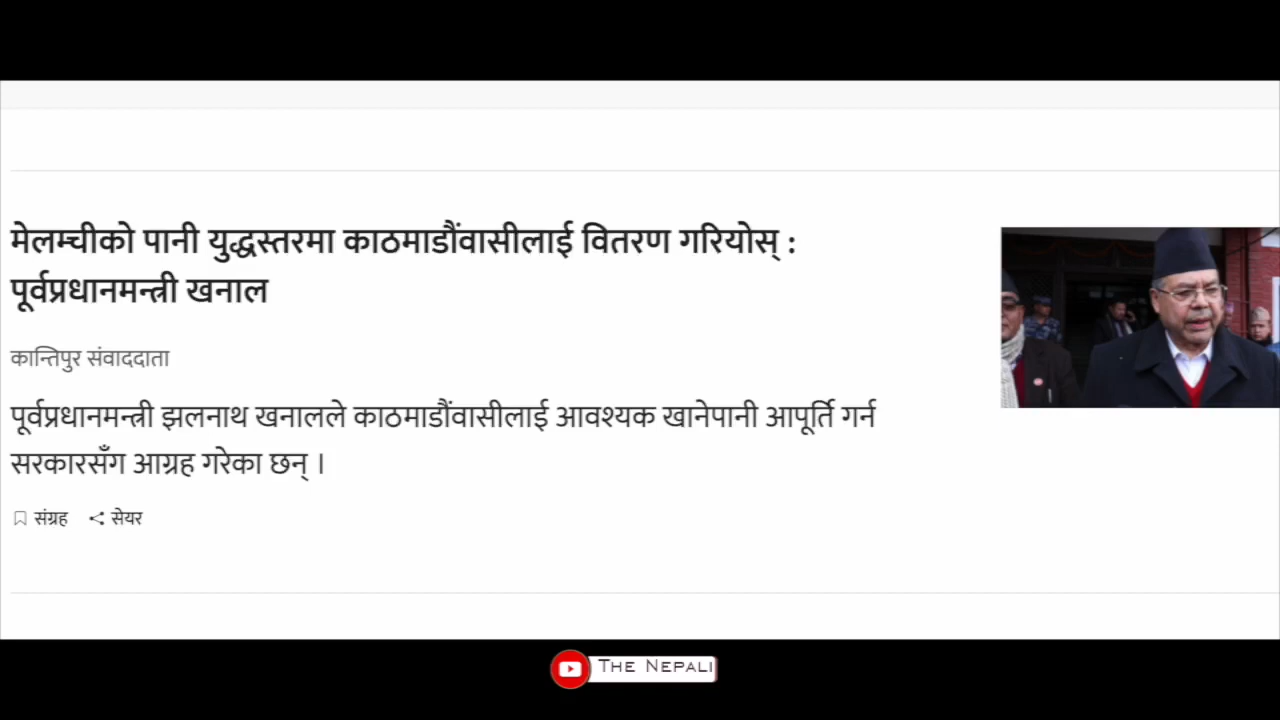 मेलम्चीको पानी युद्धस्तरमा काठमाडौंवासीलाई वितरण गरियोस् :
पूर्वप्रधानमन्त्री खनाल
कान्तिपुर संवाददाता
पूर्वप्रधानमन्त्री झलनाथ खनालले काठमाडौंवासीलाई आवश्यक खानेपानी आपूर्ति गर्न
सरकारसँग आग्रह गरेका छन् ।
संग्रह सेयर
The Nepali